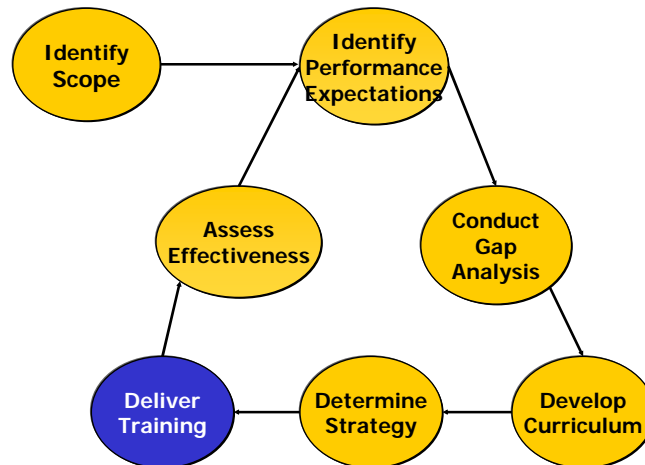 Identify
Scope
Identify
Performance
Expectations
Assess
Effectiveness
Conduct
Gap
Analysis
Deliver
Training
Determine
Strategy
Develop
Curriculum